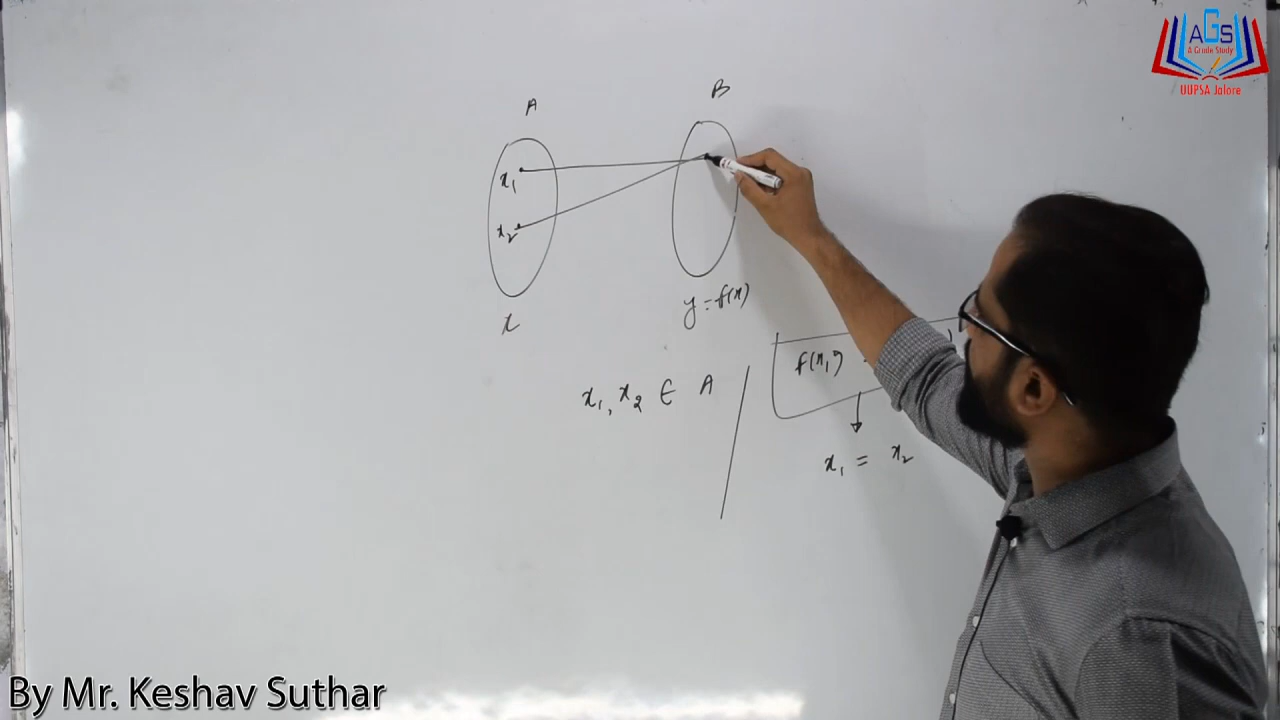 AGS
A Grade Study
UUPSA Jalore
A B
x₁
x₂
x y = f(x)
x₁, x₂ ∈ A
f(x₁)
x₁ = x₂
By Mr. Keshav Suthar